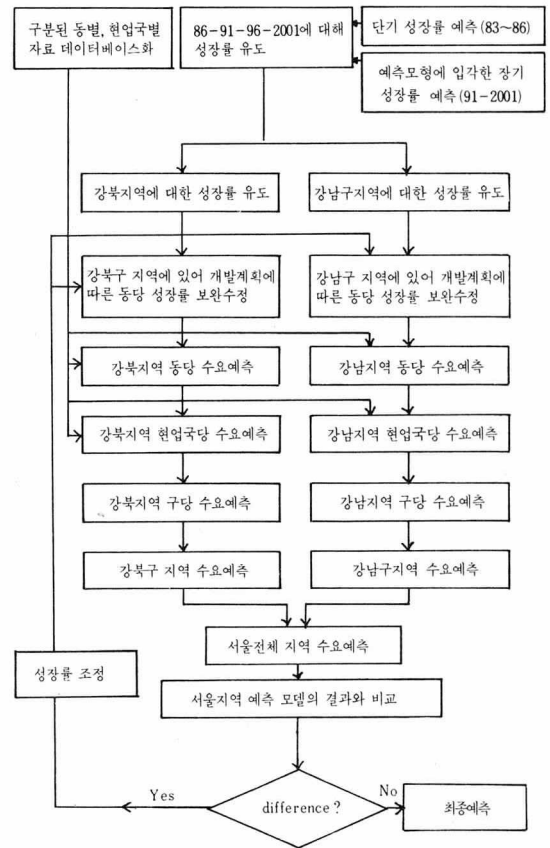 구분된 동별, 현업국별
자료 데이터베이스화
86-91-96-2001에 대해
성장률 유도
단기 성장률 예측(83~86)
예측모형에 입각한 장기
성장률 예측(91-2001)
강북지역에 대한 성장률 유도
강남구지역에 대한 성장률 유도
강북구 지역에 있어 개발계획에
따른 동당 성장률 보완수정
강남구 지역에 있어 개발계획에
따른 동당 성장률 보완수정
강북지역 동당 수요예측
강남지역 동당 수요예측
강북지역 현업국당 수요예측
강남지역 현업국당 수요예측
강북지역 구당 수요예측
강남지역 구당 수요예측
강북구 지역 수요예측
강남구지역 수요예측
서울전체 지역 수요예측
성장률 조정
서울지역 예측 모델의 결과와 비교
Yes
difference?
No
최종예측